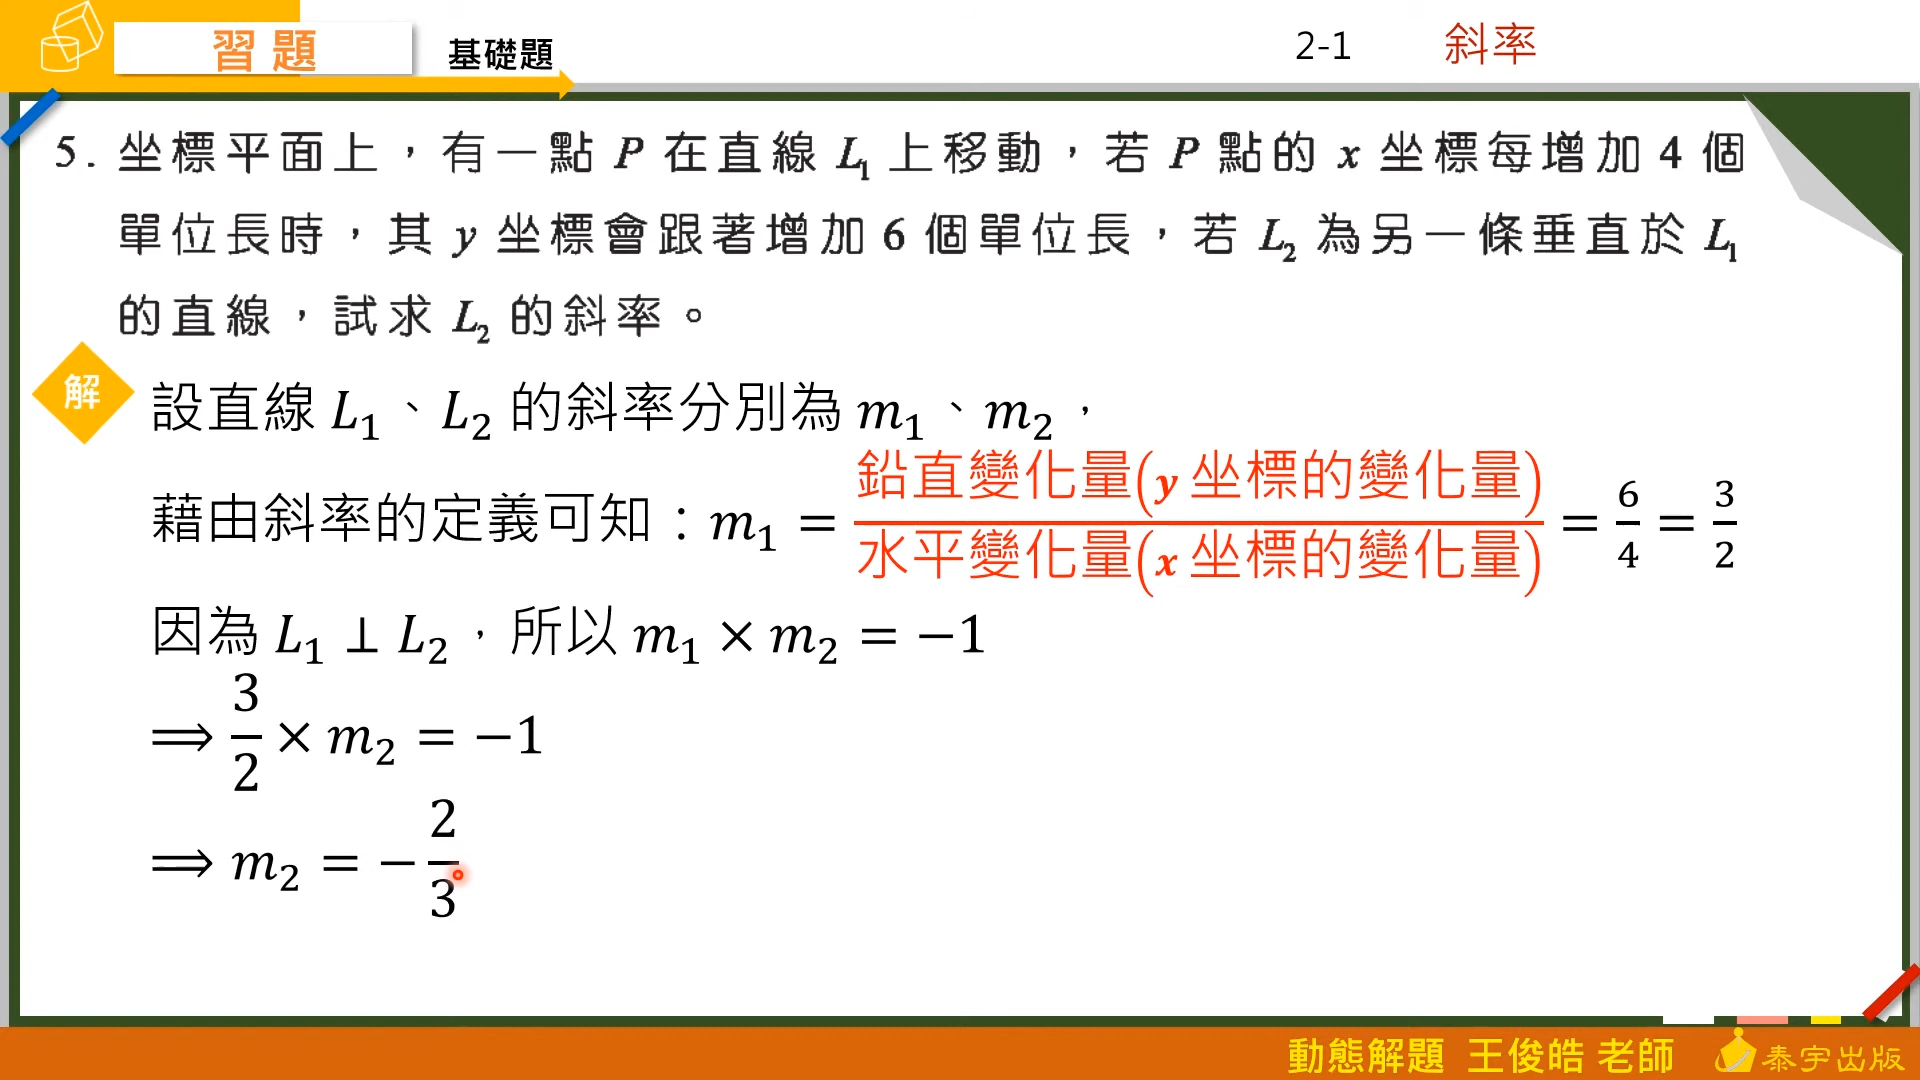 習題 基礎題 2-1 斜率
5. 坐標平面上，有一點 P 在直線 L₁ 上移動，若 P 點的 x 坐標每增加 4 個
單位長時，其 y 坐標會跟著增加 6 個單位長，若 L₂ 為另一條垂直於 L₁
的直線，試求 L₂ 的斜率。
解
設直線 L₁、L₂ 的斜率分別為 m₁、m₂，
藉由斜率的定義可知：m₁ = 鉛直變化量(y 坐標的變化量)/水平變化量(x 坐標的變化量) = 6/4 = 3/2
因為 L₁ ⊥ L₂，所以 m₁ × m₂ = −1
⟹ 3/2 × m₂ = −1
⟹ m₂ = − 2/3
動態解題 王俊皓 老師 泰宇出版